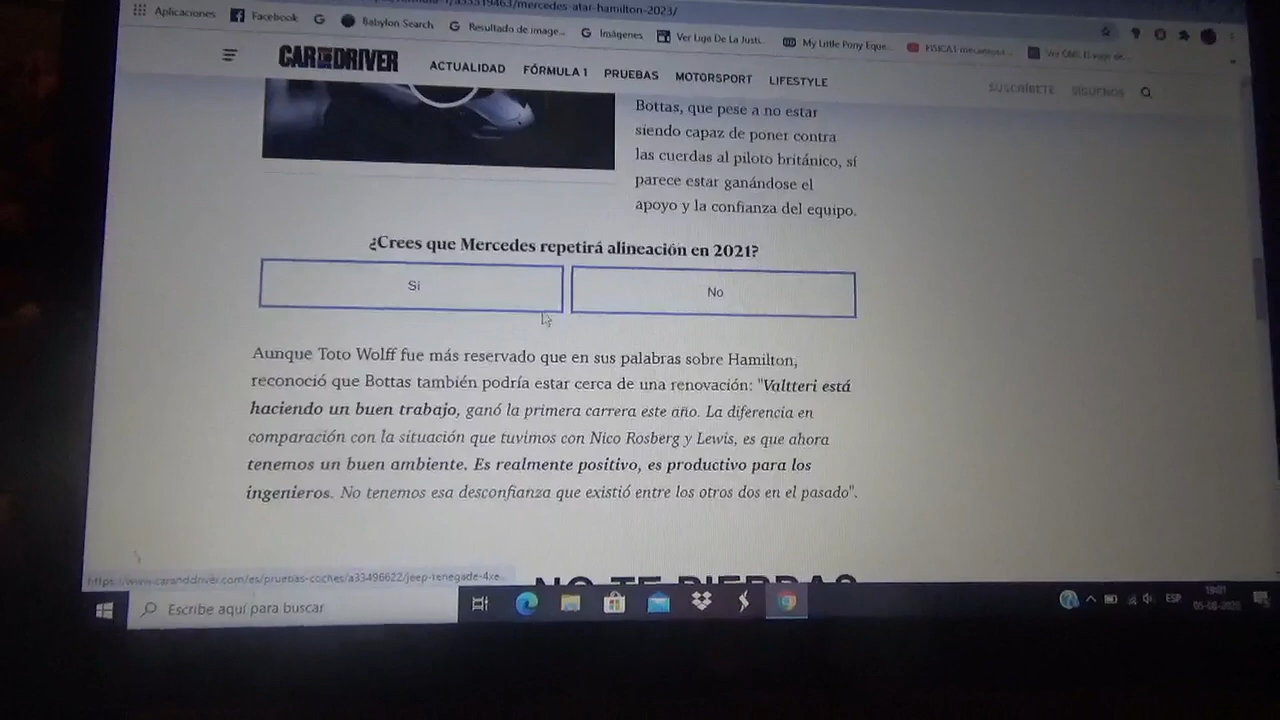 mercedes-atar-hamilton-2023/
Aplicaciones Facebook G Babylon Search Resultado de image... Imágenes Ver Liga De La Justi... My Little Pony Eque...
CAR AND DRIVER ACTUALIDAD FÓRMULA 1 PRUEBAS MOTORSPORT LIFESTYLE SUSCRÍBETE SÍGUENOS
Bottas, que pese a no estar
siendo capaz de poner contra
las cuerdas al piloto británico, sí
parece estar ganándose el
apoyo y la confianza del equipo.
¿Crees que Mercedes repetirá alineación en 2021?
Sí No
Aunque Toto Wolff fue más reservado que en sus palabras sobre Hamilton,
reconoció que Bottas también podría estar cerca de una renovación: "Valtteri está
haciendo un buen trabajo, ganó la primera carrera este año. La diferencia en
comparación con la situación que tuvimos con Nico Rosberg y Lewis, es que ahora
tenemos un buen ambiente. Es realmente positivo, es productivo para los
ingenieros. No tenemos esa desconfianza que existió entre los otros dos en el pasado".
https://www.caranddriver.com/es/pruebas-coches/a33496622/jeep-renegade-4xe...
NO TE PIERDAS
Escribe aquí para buscar ESP